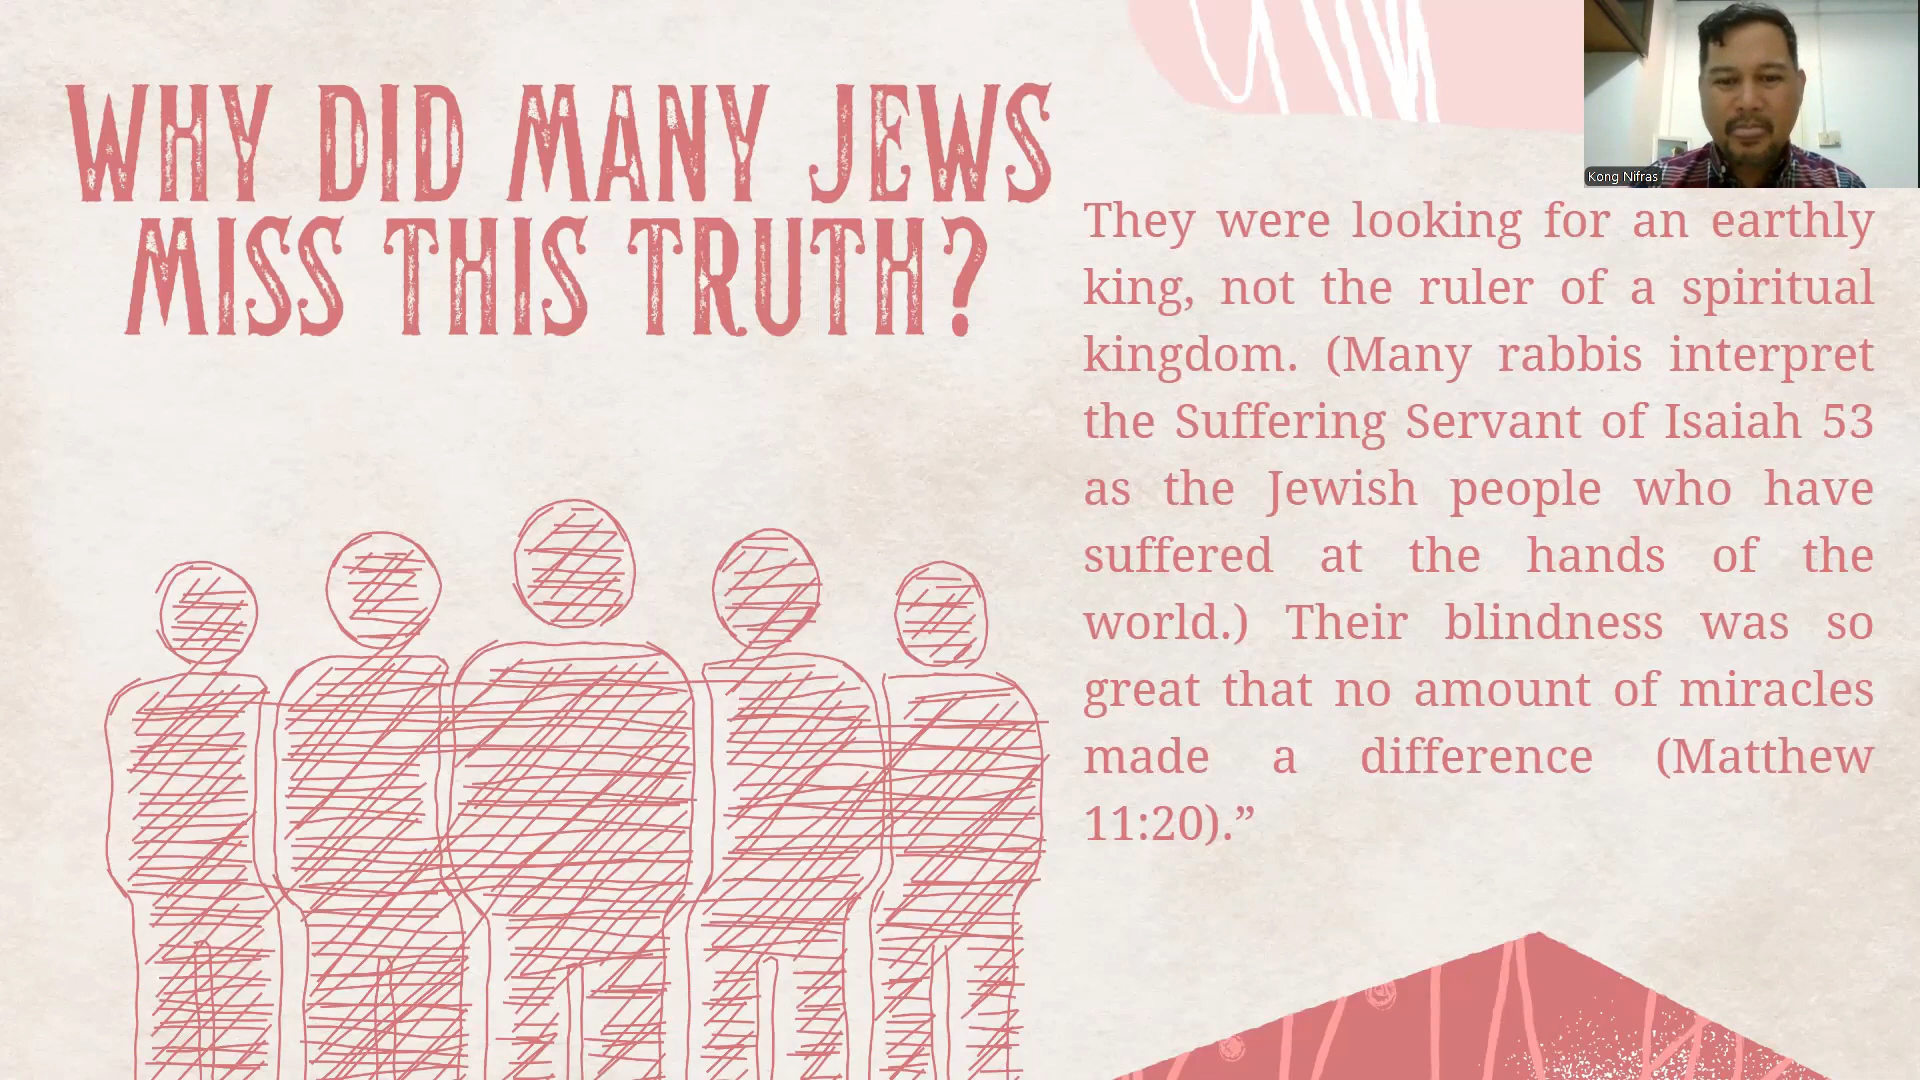 WHY DID MANY JEWS
MISS THIS TRUTH?
Kong Nifras
They were looking for an earthly
king, not the ruler of a spiritual
kingdom. (Many rabbis interpret
the Suffering Servant of Isaiah 53
as the Jewish people who have
suffered at the hands of the
world.) Their blindness was so
great that no amount of miracles
made a difference (Matthew
11:20).”